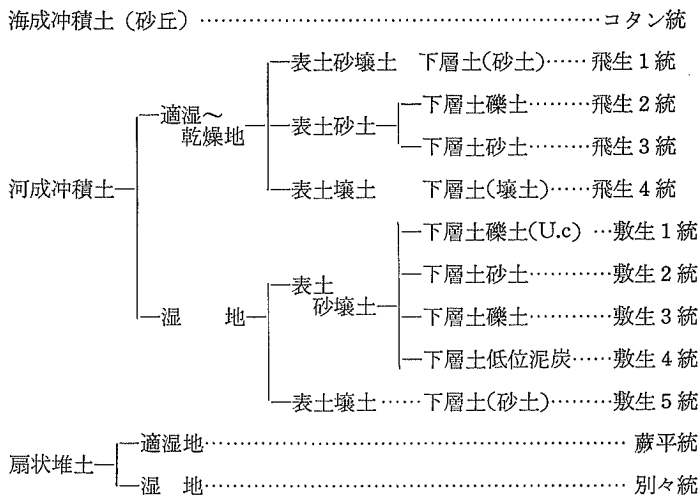 海成冲積土(砂丘)……コタン統
表土砂壌土 下層土(砂土)……飛生1統
適湿~
乾燥地
表土砂土
下層土礫土……飛生2統
下層土砂土……飛生3統
河成冲積土
表土壌土 下層土(壌土)……飛生4統
下層土礫土(U.c)…敷生1統
下層土砂土……敷生2統
湿 地
表土
砂壌土
下層土礫土……敷生3統
下層土低位泥炭……敷生4統
表土壌土……下層土(砂土)……敷生5統
扇状堆土
適湿地……蕨平統
湿 地……別々統